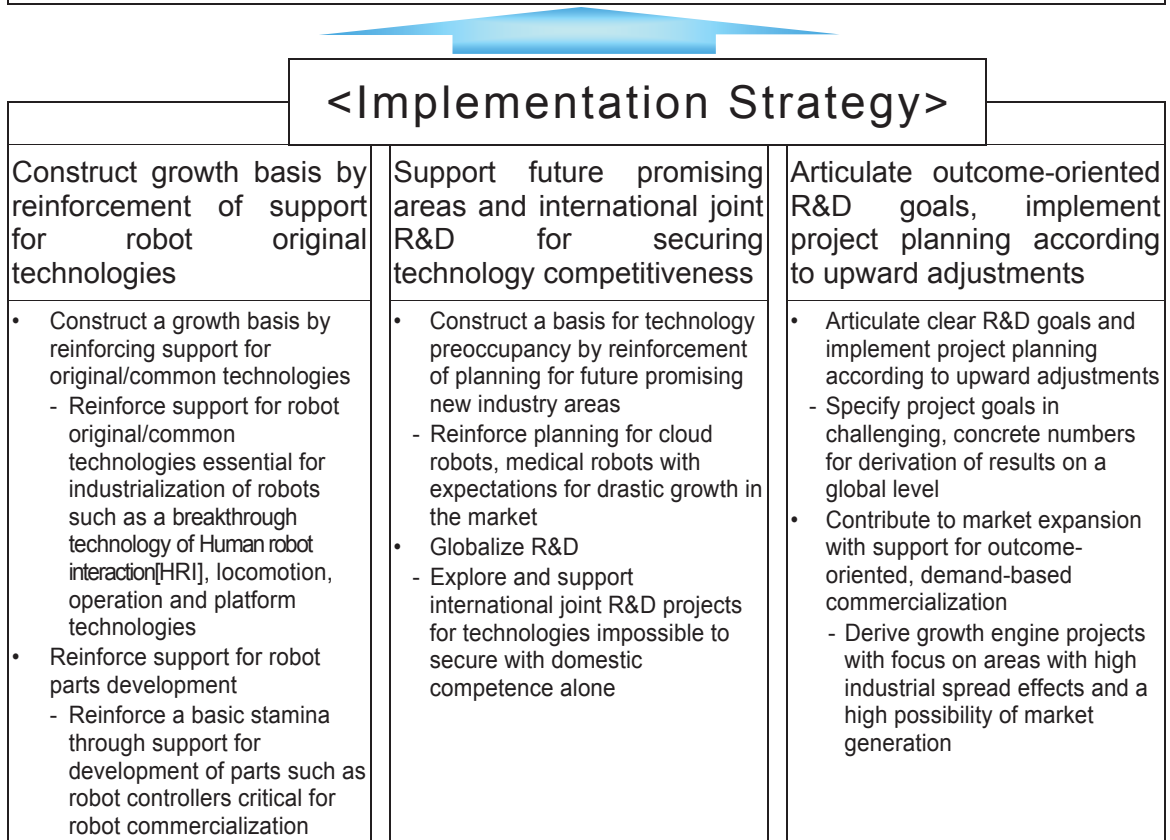 <Implementation Strategy>
Construct growth basis by
reinforcement of support
for robot original
technologies
• Construct a growth basis by
reinforcing support for
original/common technologies
- Reinforce support for robot
original/common
technologies essential for
industrialization of robots
such as a breakthrough
technology of Human robot
interaction[HRI], locomotion,
operation and platform
technologies
• Reinforce support for robot
parts development
- Reinforce a basic stamina
through support for
development of parts such as
robot controllers critical for
robot commercialization
Support future promising
areas and international joint
R&D for securing
technology competitiveness
• Construct a basis for technology
preoccupancy by reinforcement
of planning for future promising
new industry areas
- Reinforce planning for cloud
robots, medical robots with
expectations for drastic growth in
the market
• Globalize R&D
- Explore and support
international joint R&D projects
for technologies impossible to
secure with domestic
competence alone
Articulate outcome-oriented
R&D goals, implement
project planning according
to upward adjustments
• Articulate clear R&D goals and
implement project planning
according to upward adjustments
- Specify project goals in
challenging, concrete numbers
for derivation of results on a
global level
• Contribute to market expansion
with support for outcome-
oriented, demand-based
commercialization
- Derive growth engine projects
with focus on areas with high
industrial spread effects and a
high possibility of market
generation